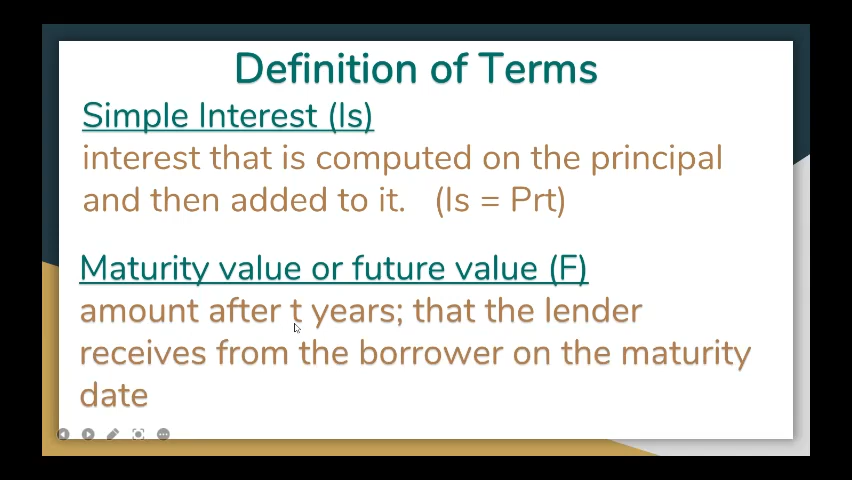 Definition of Terms
Simple Interest (Is)
interest that is computed on the principal
and then added to it. (Is = Prt)
Maturity value or future value (F)
amount after t years; that the lender
receives from the borrower on the maturity
date